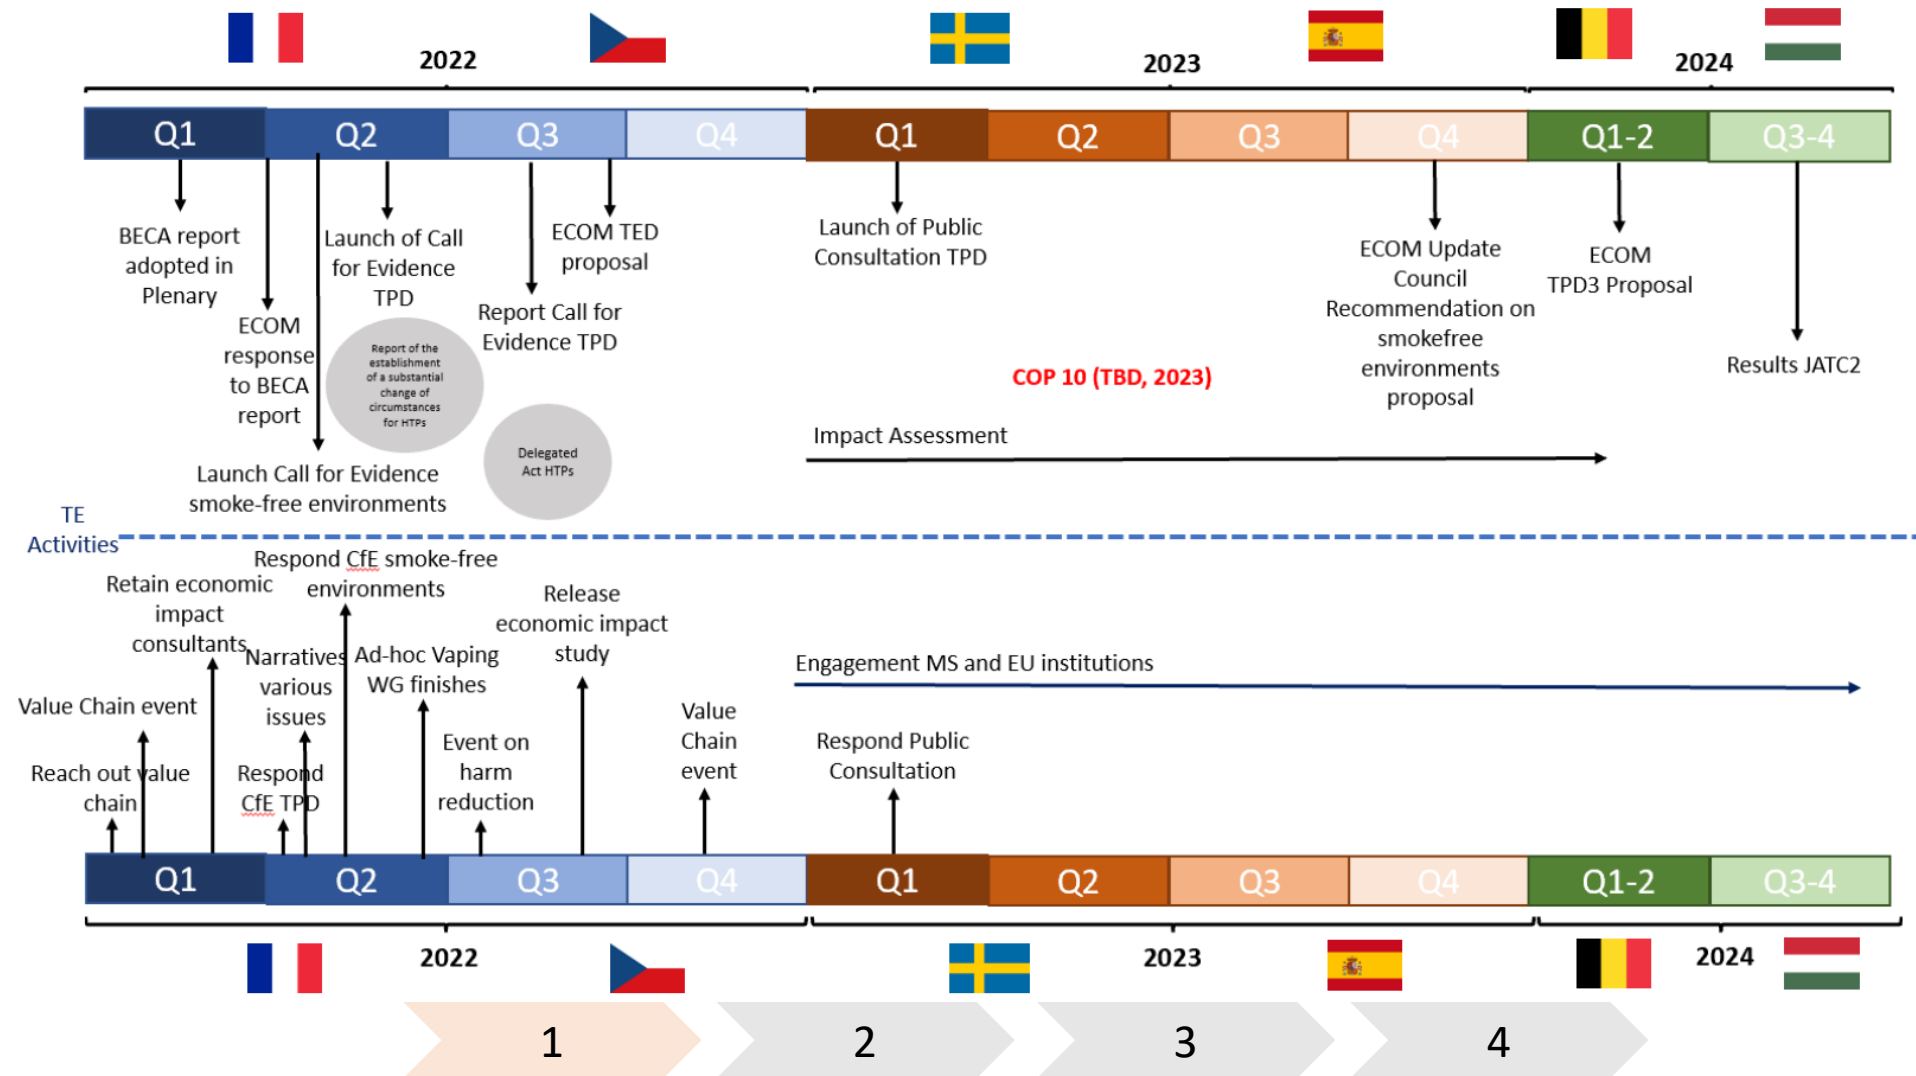 2022
2023
2024
Q1
Q2
Q3
Q4
Q1
Q2
Q3
Q4
Q1-2
Q3-4
BECA report
adopted in
Plenary
ECOM
response
to BECA
report
Launch Call for Evidence
smoke-free environments
Launch of Call
for Evidence
TPD
Report of the
establishment
of a substantial
change of
circumstances
for HTPs
Report Call for
Evidence TPD
Delegated
Act HTPs
ECOM TED
proposal
Launch of Public
Consultation TPD
COP 10 (TBD, 2023)
Impact Assessment
ECOM Update
Council
Recommendation on
smokefree
environments
proposal
ECOM
TPD3 Proposal
Results JATC2
TE
Activities
Reach out value
chain
Value Chain event
Retain economic
impact
consultants
Respond
CfE TPD
Narratives
various
issues
Respond CfE smoke-free
environments
Ad-hoc Vaping
WG finishes
Event on
harm
reduction
Release
economic impact
study
Value
Chain
event
Engagement MS and EU institutions
Respond Public
Consultation
Q1
Q2
Q3
Q4
Q1
Q2
Q3
Q4
Q1-2
Q3-4
2022
2023
2024
1
2
3
4